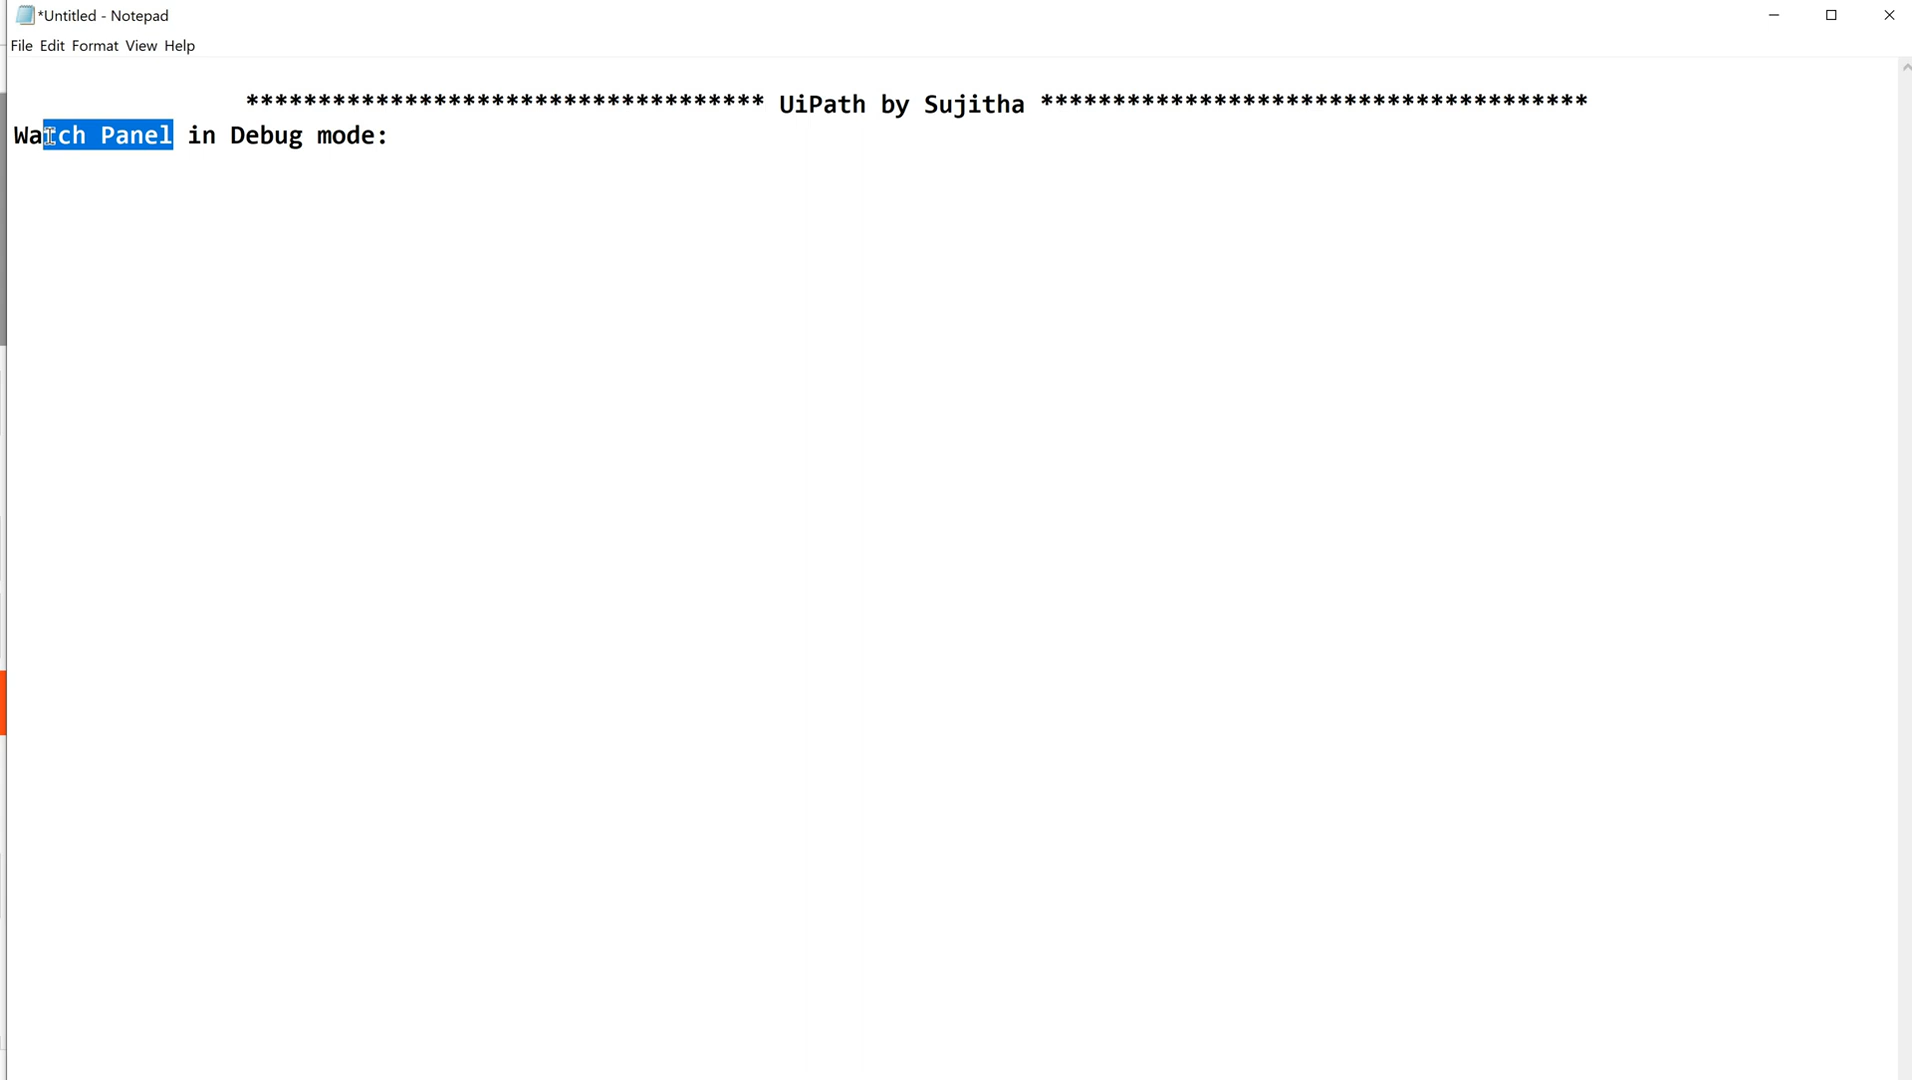 *Untitled - Notepad
File Edit Format View Help
************************************ UiPath by Sujitha **************************************
Watch Panel in Debug mode: